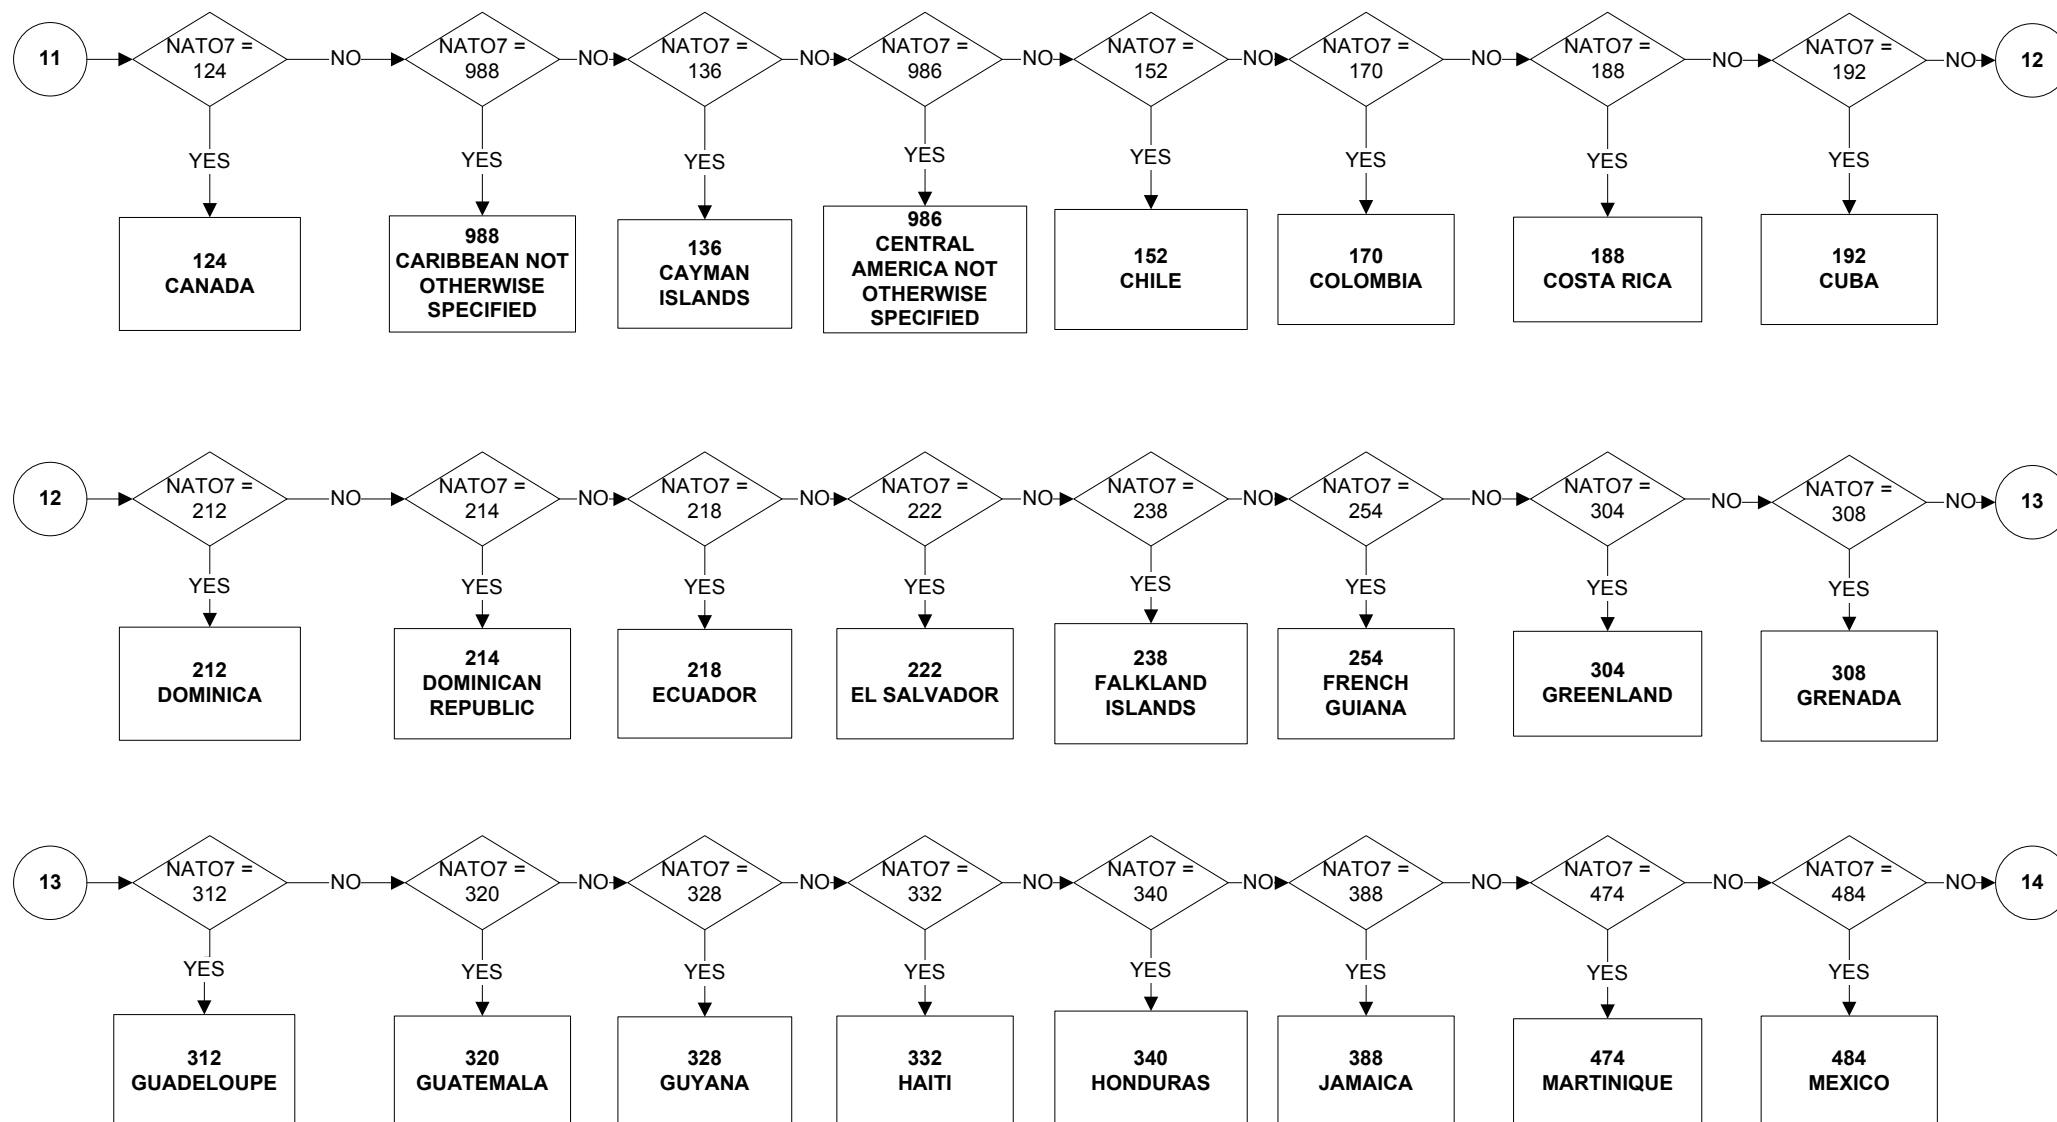 11
NATO7 =
124
NO
NATO7 =
988
NO
NATO7 =
136
NO
NATO7 =
986
NO
NATO7 =
152
NO
NATO7 =
170
NO
NATO7 =
188
NO
NATO7 =
192
NO
12
YES
YES
YES
YES
YES
YES
YES
YES
124
CANADA
988
CARIBBEAN NOT
OTHERWISE
SPECIFIED
136
CAYMAN
ISLANDS
986
CENTRAL
AMERICA NOT
OTHERWISE
SPECIFIED
152
CHILE
170
COLOMBIA
188
COSTA RICA
192
CUBA
12
NATO7 =
212
NO
NATO7 =
214
NO
NATO7 =
218
NO
NATO7 =
222
NO
NATO7 =
238
NO
NATO7 =
254
NO
NATO7 =
304
NO
NATO7 =
308
NO
13
YES
YES
YES
YES
YES
YES
YES
YES
212
DOMINICA
214
DOMINICAN
REPUBLIC
218
ECUADOR
222
EL SALVADOR
238
FALKLAND
ISLANDS
254
FRENCH
GUIANA
304
GREENLAND
308
GRENADA
13
NATO7 =
312
NO
NATO7 =
320
NO
NATO7 =
328
NO
NATO7 =
332
NO
NATO7 =
340
NO
NATO7 =
388
NO
NATO7 =
474
NO
NATO7 =
484
NO
14
YES
YES
YES
YES
YES
YES
YES
YES
312
GUADELOUPE
320
GUATEMALA
328
GUYANA
332
HAITI
340
HONDURAS
388
JAMAICA
474
MARTINIQUE
484
MEXICO